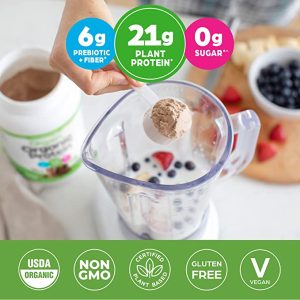 6g
PREBIOTIC
+ FIBER*
21g
PLANT
PROTEIN*
0g
SUGAR*^
USDA
ORGANIC
NON
GMO
CERTIFIED
PLANT BASED
GLUTEN
FREE
V
VEGAN